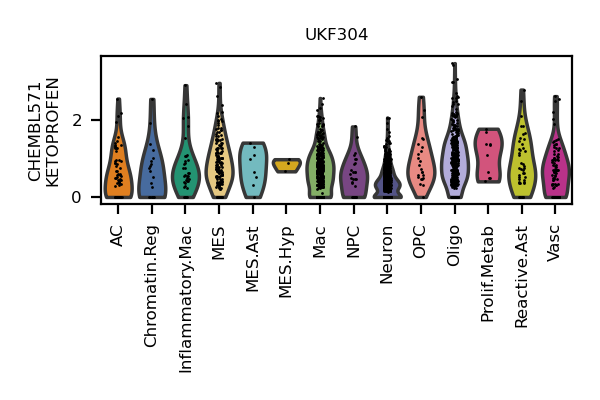 UKF304
CHEMBL571
KETOPROFEN
2
0
AC
Chromatin.Reg
Inflammatory.Mac
MES
MES.Ast
MES.Hyp
Mac
NPC
Neuron
OPC
Oligo
Prolif.Metab
Reactive.Ast
Vasc